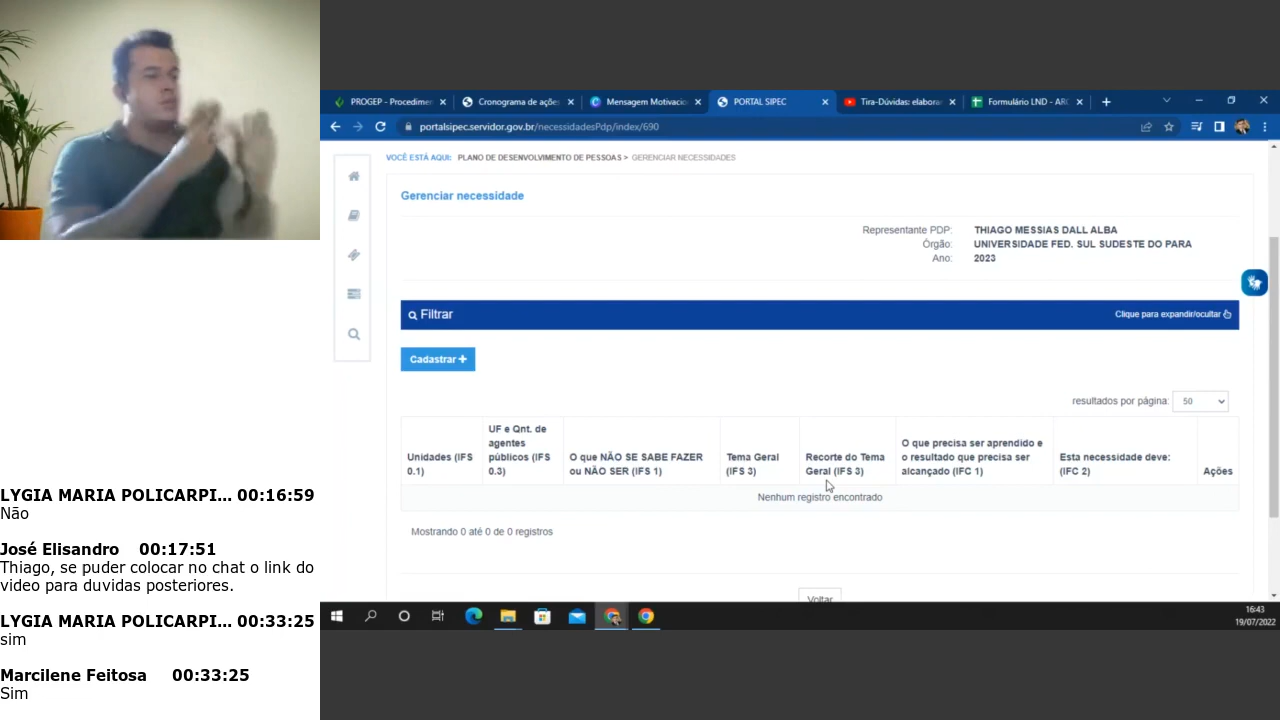 LYGIA MARIA POLICARPI... 00:16:59
Não
José Elisandro 00:17:51
Thiago, se puder colocar no chat o link do
video para duvidas posteriores.
LYGIA MARIA POLICARPI... 00:33:25
sim
Marcilene Feitosa 00:33:25
Sim
PROGEP - Procedimen
Cronograma de açõe
Mensagem Motivacio
PORTAL SIPEC
Tira-Dúvidas: elabora
Formulário LND - AR
portalsipec.servidor.gov.br/necessidadesPdp/index/690
VOCÊ ESTÁ AQUI: PLANO DE DESENVOLVIMENTO DE PESSOAS > GERENCIAR NECESSIDADES
Gerenciar necessidade
Representante PDP: THIAGO MESSIAS DALL ALBA
Órgão: UNIVERSIDADE FED. SUL SUDESTE DO PARA
Ano: 2023
Filtrar
Clique para expandir/ocultar
Cadastrar +
resultados por página: 50
Unidades (IFS
0.1)
UF e Qnt. de
agentes
públicos (IFS
0.3)
O que NÃO SE SABE FAZER
ou NÃO SER (IFS 1)
Tema Geral
(IFS 3)
Recorte do Tema
Geral (IFS 3)
O que precisa ser aprendido e
o resultado que precisa ser
alcançado (IFC 1)
Esta necessidade deve:
(IFC 2)
Ações
Nenhum registro encontrado
Mostrando 0 até 0 de 0 registros
Voltar
16:43
19/07/2022